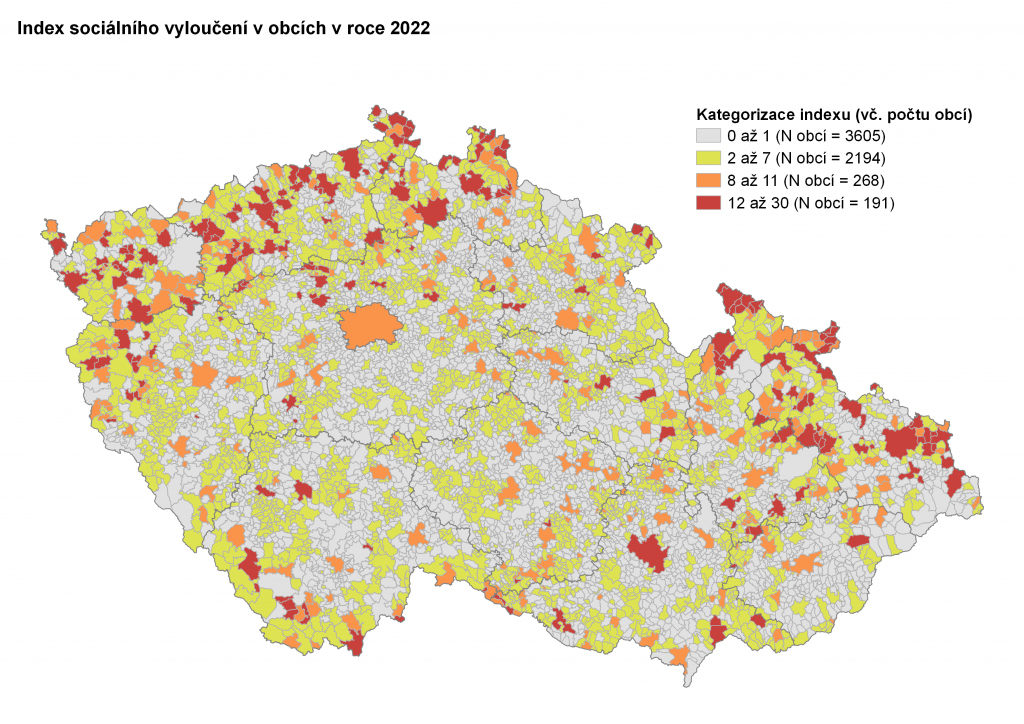 Index sociálního vyloučení v obcích v roce 2022
Kategorizace indexu (vč. počtu obcí)
0 až 1 (N obcí = 3605)
2 až 7 (N obcí = 2194)
8 až 11 (N obcí = 268)
12 až 30 (N obcí = 191)